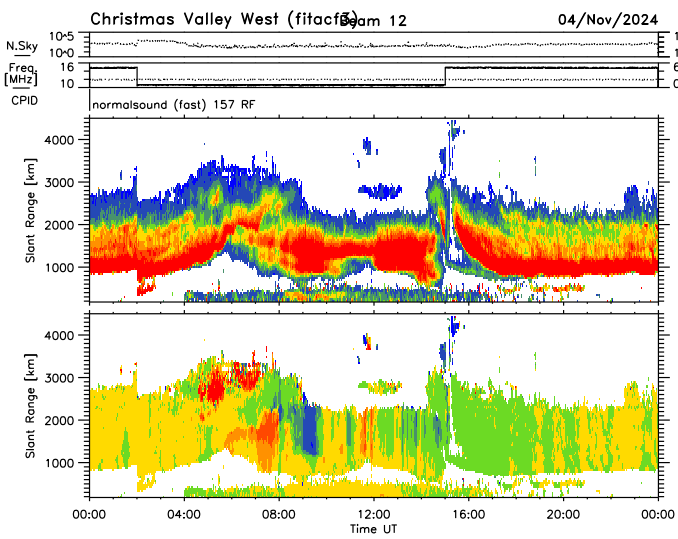 Christmas Valley West (fitacf3) Beam 12 04/Nov/2024
N.Sky 10^5 10^0
Freq. [MHz] 16 10
CPID normalsound (fast) 157 RF
Slant Range [km] 4000 3000 2000 1000
Slant Range [km] 4000 3000 2000 1000
00:00 04:00 08:00 12:00 16:00 20:00 00:00
Time UT